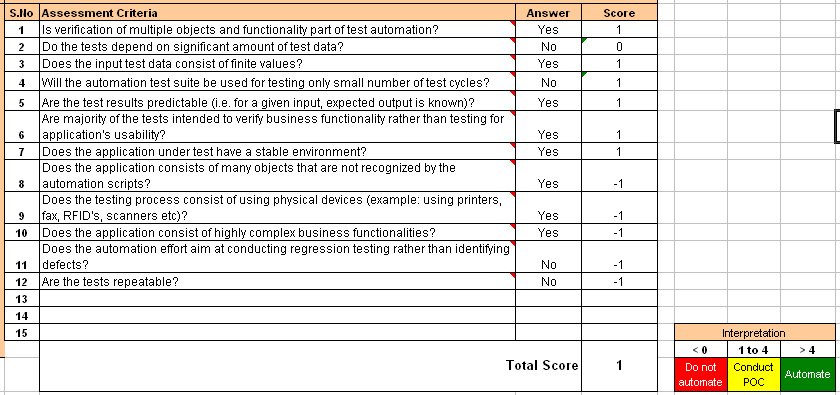 S.No Assessment Criteria Answer Score
1 Is verification of multiple objects and functionality part of test automation? Yes 1
2 Do the tests depend on significant amount of test data? No 0
3 Does the input test data consist of finite values? Yes 1
4 Will the automation test suite be used for testing only small number of test cycles? No 1
5 Are the test results predictable (i.e. for a given input, expected output is known)? Yes 1
Are majority of the tests intended to verify business functionality rather than testing for
6 application's usability? Yes 1
7 Does the application under test have a stable environment? Yes 1
Does the application consists of many objects that are not recognized by the
8 automation scripts? Yes -1
Does the testing process consist of using physical devices (example: using printers,
9 fax, RFID's, scanners etc)? Yes -1
10 Does the application consist of highly complex business functionalities? Yes -1
Does the automation effort aim at conducting regression testing rather than identifying
11 defects? No -1
12 Are the tests repeatable? No -1
13
14
15
Total Score 1
Interpretation
< 0 1 to 4 > 4
Do not automate Conduct POC Automate